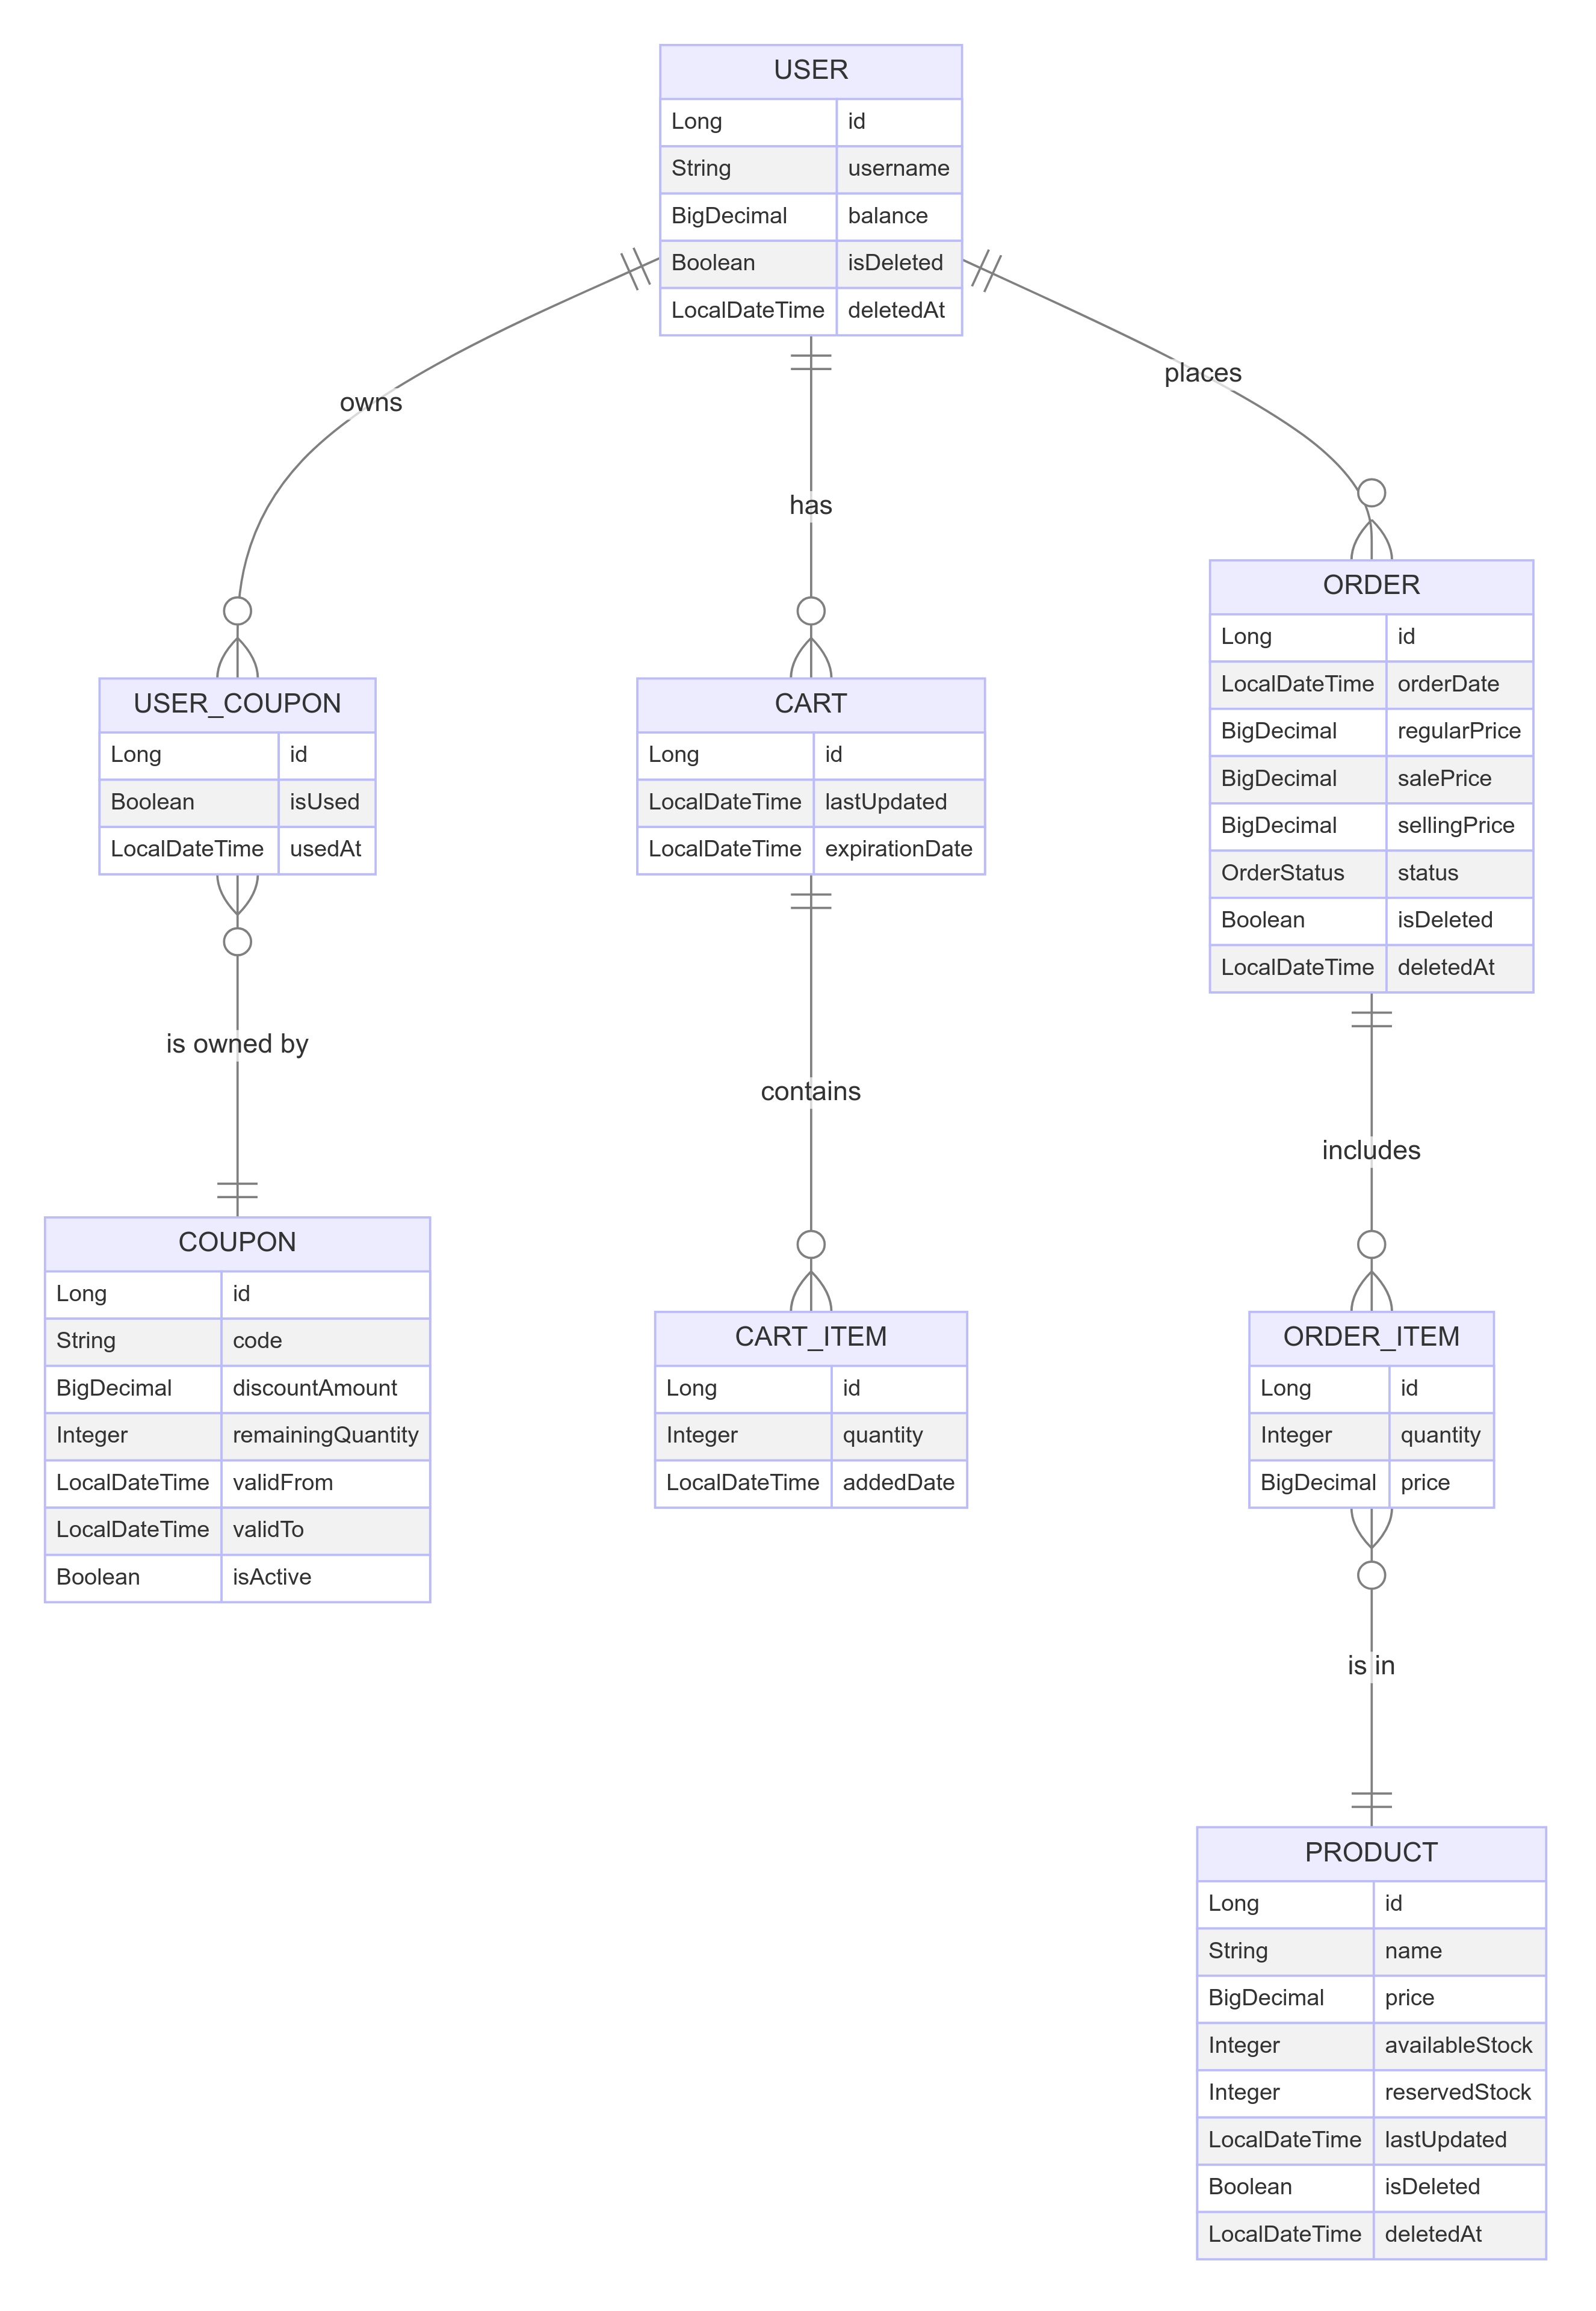 USER
Long id
String username
BigDecimal balance
Boolean isDeleted
LocalDateTime deletedAt
owns
has
places
USER_COUPON
Long id
Boolean isUsed
LocalDateTime usedAt
CART
Long id
LocalDateTime lastUpdated
LocalDateTime expirationDate
ORDER
Long id
LocalDateTime orderDate
BigDecimal regularPrice
BigDecimal salePrice
BigDecimal sellingPrice
OrderStatus status
Boolean isDeleted
LocalDateTime deletedAt
is owned by
contains
includes
COUPON
Long id
String code
BigDecimal discountAmount
Integer remainingQuantity
LocalDateTime validFrom
LocalDateTime validTo
Boolean isActive
CART_ITEM
Long id
Integer quantity
LocalDateTime addedDate
ORDER_ITEM
Long id
Integer quantity
BigDecimal price
is in
PRODUCT
Long id
String name
BigDecimal price
Integer availableStock
Integer reservedStock
LocalDateTime lastUpdated
Boolean isDeleted
LocalDateTime deletedAt